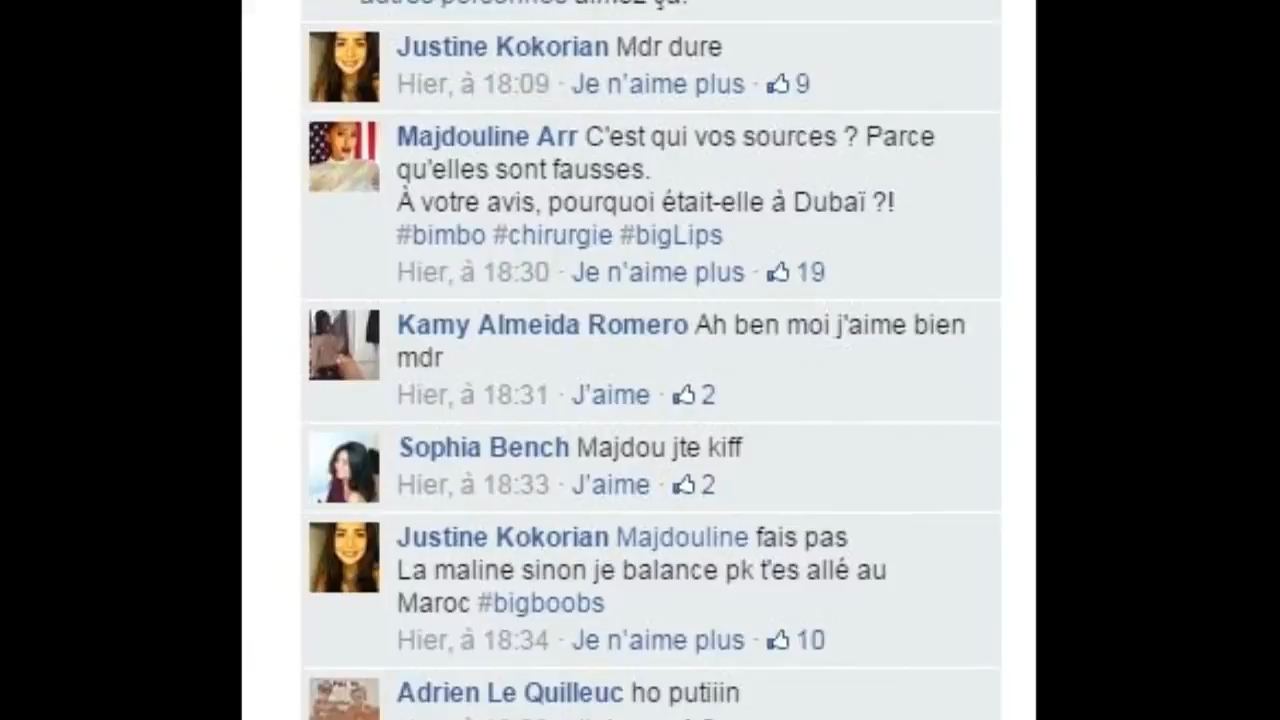 autres personnes aimez ça.
Justine Kokorian Mdr dure
Hier, à 18:09 · Je n'aime plus · 9
Majdouline Arr C'est qui vos sources ? Parce
qu'elles sont fausses.
À votre avis, pourquoi était-elle à Dubaï ?!
#bimbo #chirurgie #bigLips
Hier, à 18:30 · Je n'aime plus · 19
Kamy Almeida Romero Ah ben moi j'aime bien
mdr
Hier, à 18:31 · J'aime · 2
Sophia Bench Majdou jte kiff
Hier, à 18:33 · J'aime · 2
Justine Kokorian Majdouline fais pas
La maline sinon je balance pk t'es allé au
Maroc #bigboobs
Hier, à 18:34 · Je n'aime plus · 10
Adrien Le Quilleuc ho putiiin